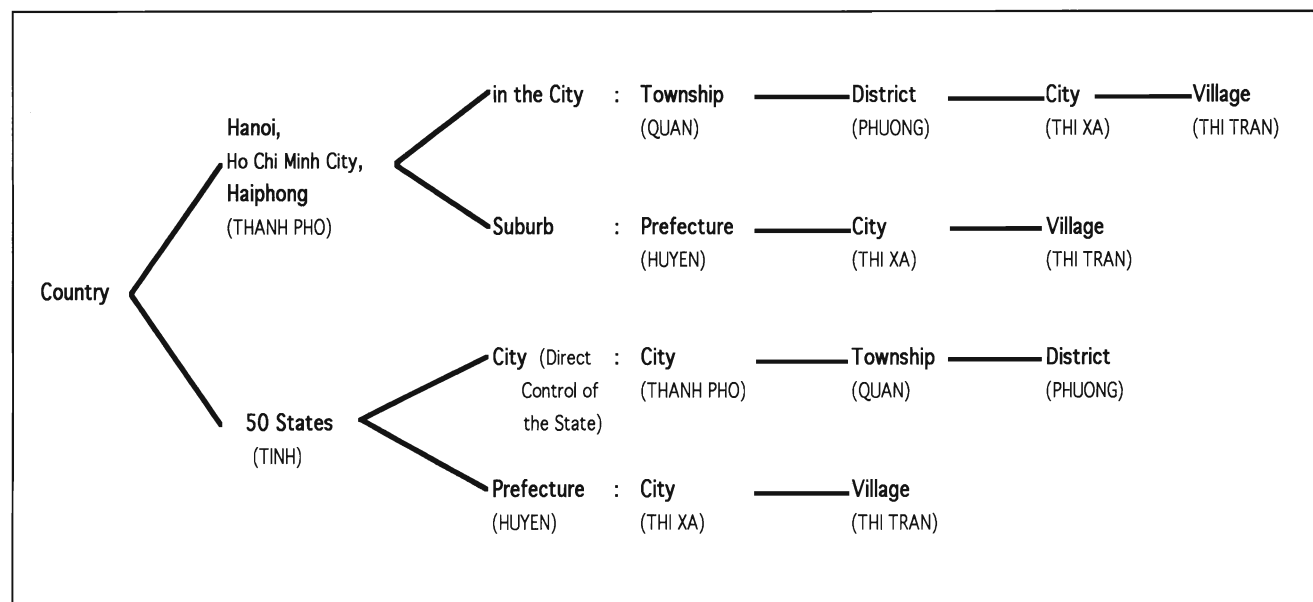 in the City : Township District City Village
(QUAN) (PHUONG) (THI XA) (THI TRAN)
Hanoi,
Ho Chi Minh City,
Haiphong
(THANH PHO)
Suburb : Prefecture City Village
(HUYEN) (THI XA) (THI TRAN)
Country
City (Direct : City Township District
Control of (THANH PHO) (QUAN) (PHUONG)
the State)
50 States
(TINH)
Prefecture : City Village
(HUYEN) (THI XA) (THI TRAN)